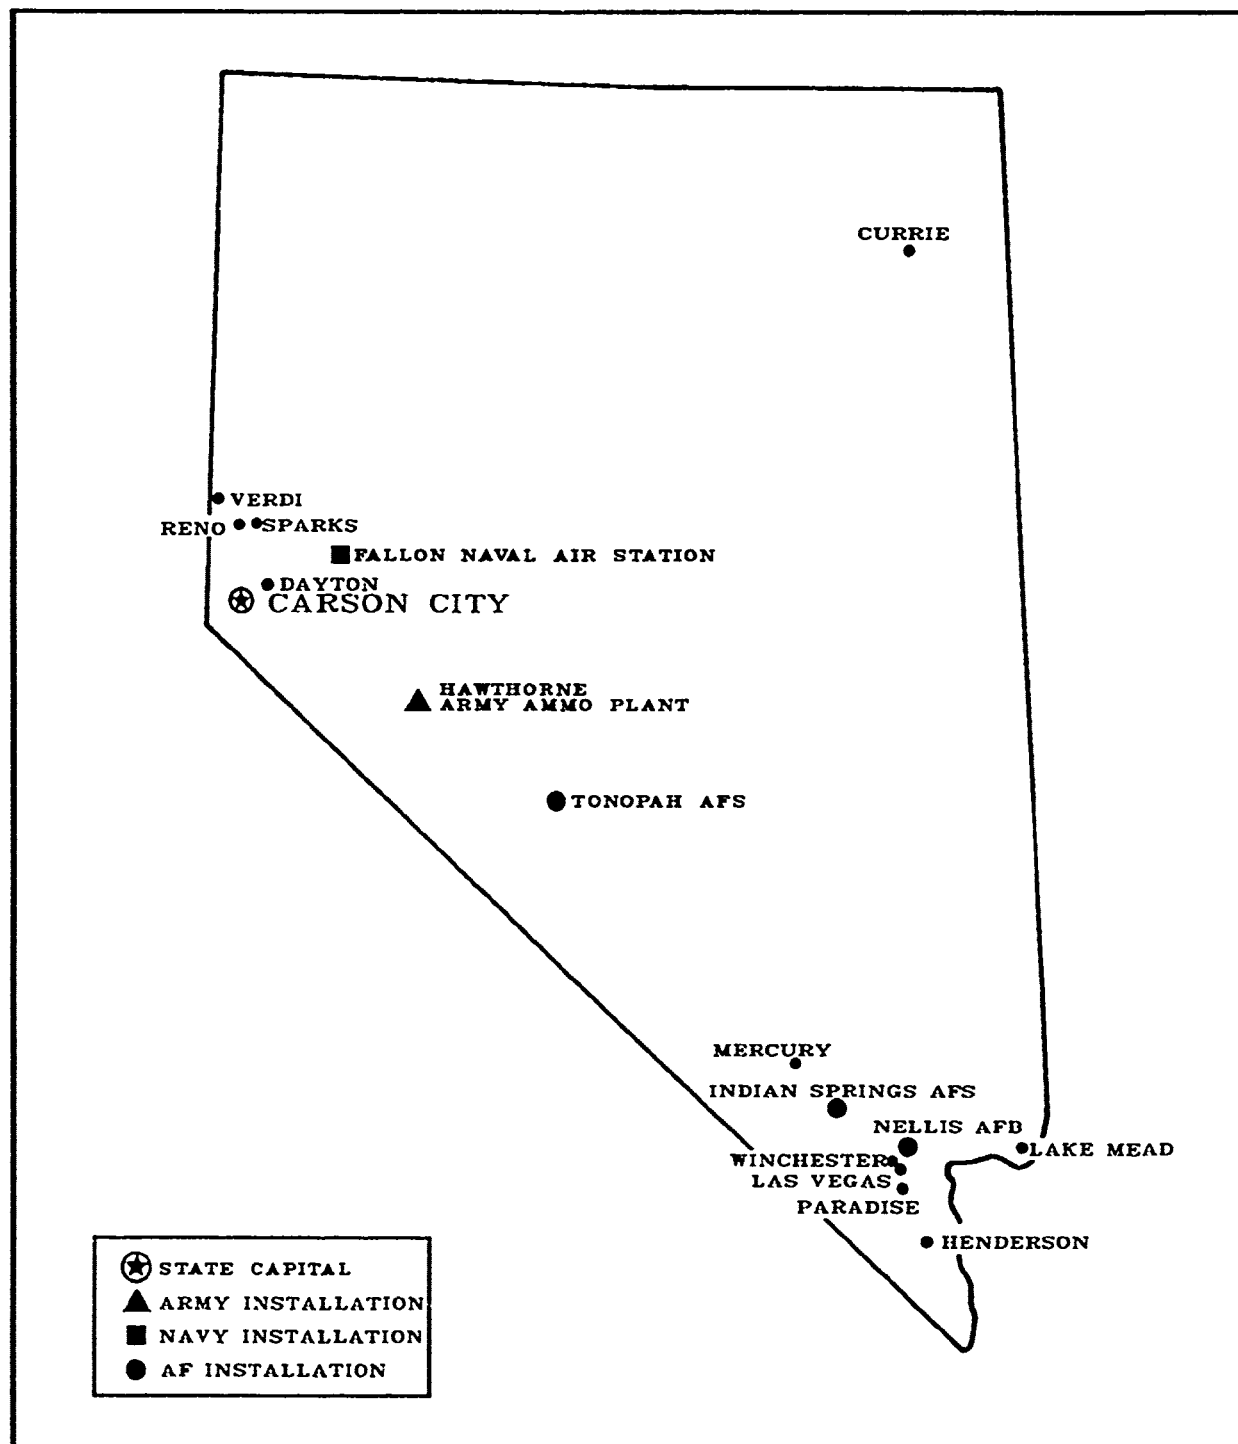 CURRIE
VERDI
RENO
SPARKS
FALLON NAVAL AIR STATION
DAYTON
CARSON CITY
HAWTHORNE
ARMY AMMO PLANT
TONOPAH AFS
MERCURY
INDIAN SPRINGS AFS
NELLIS AFB
LAKE MEAD
WINCHESTER
LAS VEGAS
PARADISE
HENDERSON
STATE CAPITAL
ARMY INSTALLATION
NAVY INSTALLATION
AF INSTALLATION